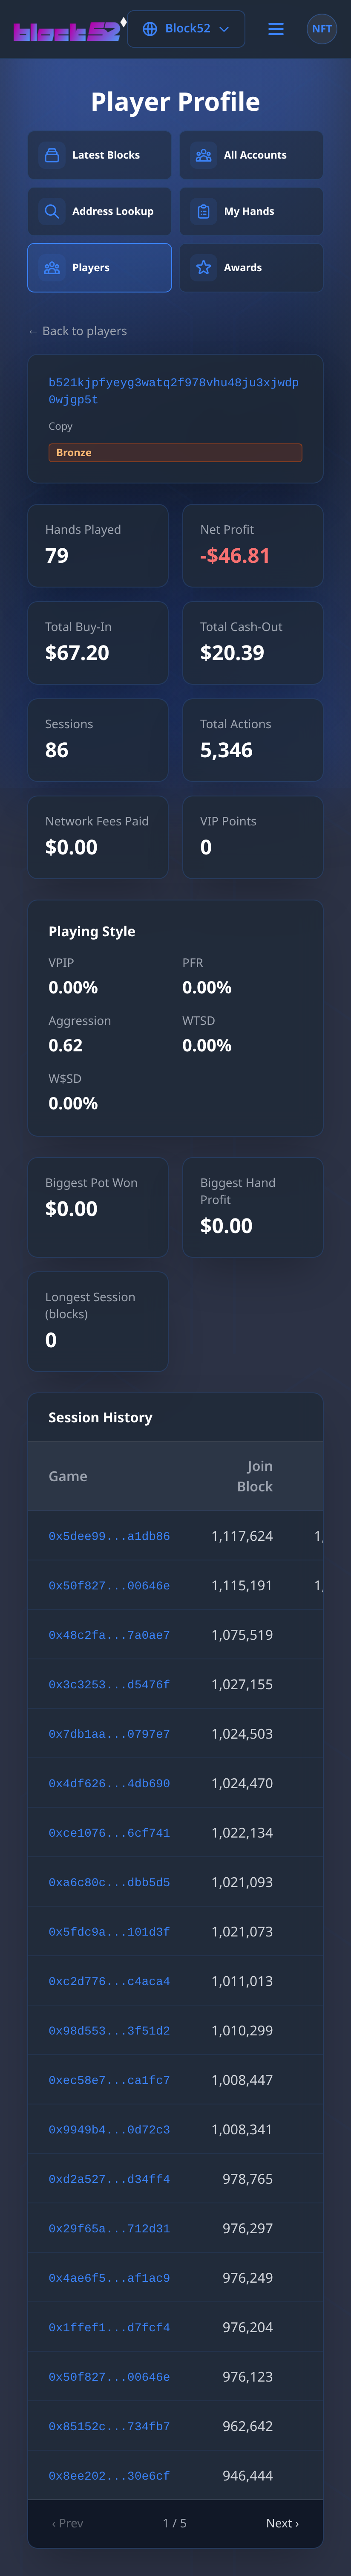 block52
Block52
NFT
Player Profile
Latest Blocks
All Accounts
Address Lookup
My Hands
Players
Awards
← Back to players
b521kjpfyeyg3watq2f978vhu48ju3xjwdp
0wjgp5t
Copy
Bronze
Hands Played
79
Net Profit
-$46.81
Total Buy-In
$67.20
Total Cash-Out
$20.39
Sessions
86
Total Actions
5,346
Network Fees Paid
$0.00
VIP Points
0
Playing Style
VPIP
0.00%
PFR
0.00%
Aggression
0.62
WTSD
0.00%
W$SD
0.00%
Biggest Pot Won
$0.00
Biggest Hand
Profit
$0.00
Longest Session
(blocks)
0
Session History
Game
Join
Block
0x5dee99...a1db86 1,117,624 1,
0x50f827...00646e 1,115,191 1,
0x48c2fa...7a0ae7 1,075,519
0x3c3253...d5476f 1,027,155
0x7db1aa...0797e7 1,024,503
0x4df626...4db690 1,024,470
0xce1076...6cf741 1,022,134
0xa6c80c...dbb5d5 1,021,093
0x5fdc9a...101d3f 1,021,073
0xc2d776...c4aca4 1,011,013
0x98d553...3f51d2 1,010,299
0xec58e7...ca1fc7 1,008,447
0x9949b4...0d72c3 1,008,341
0xd2a527...d34ff4 978,765
0x29f65a...712d31 976,297
0x4ae6f5...af1ac9 976,249
0x1ffef1...d7fcf4 976,204
0x50f827...00646e 976,123
0x85152c...734fb7 962,642
0x8ee202...30e6cf 946,444
‹ Prev
1 / 5
Next ›